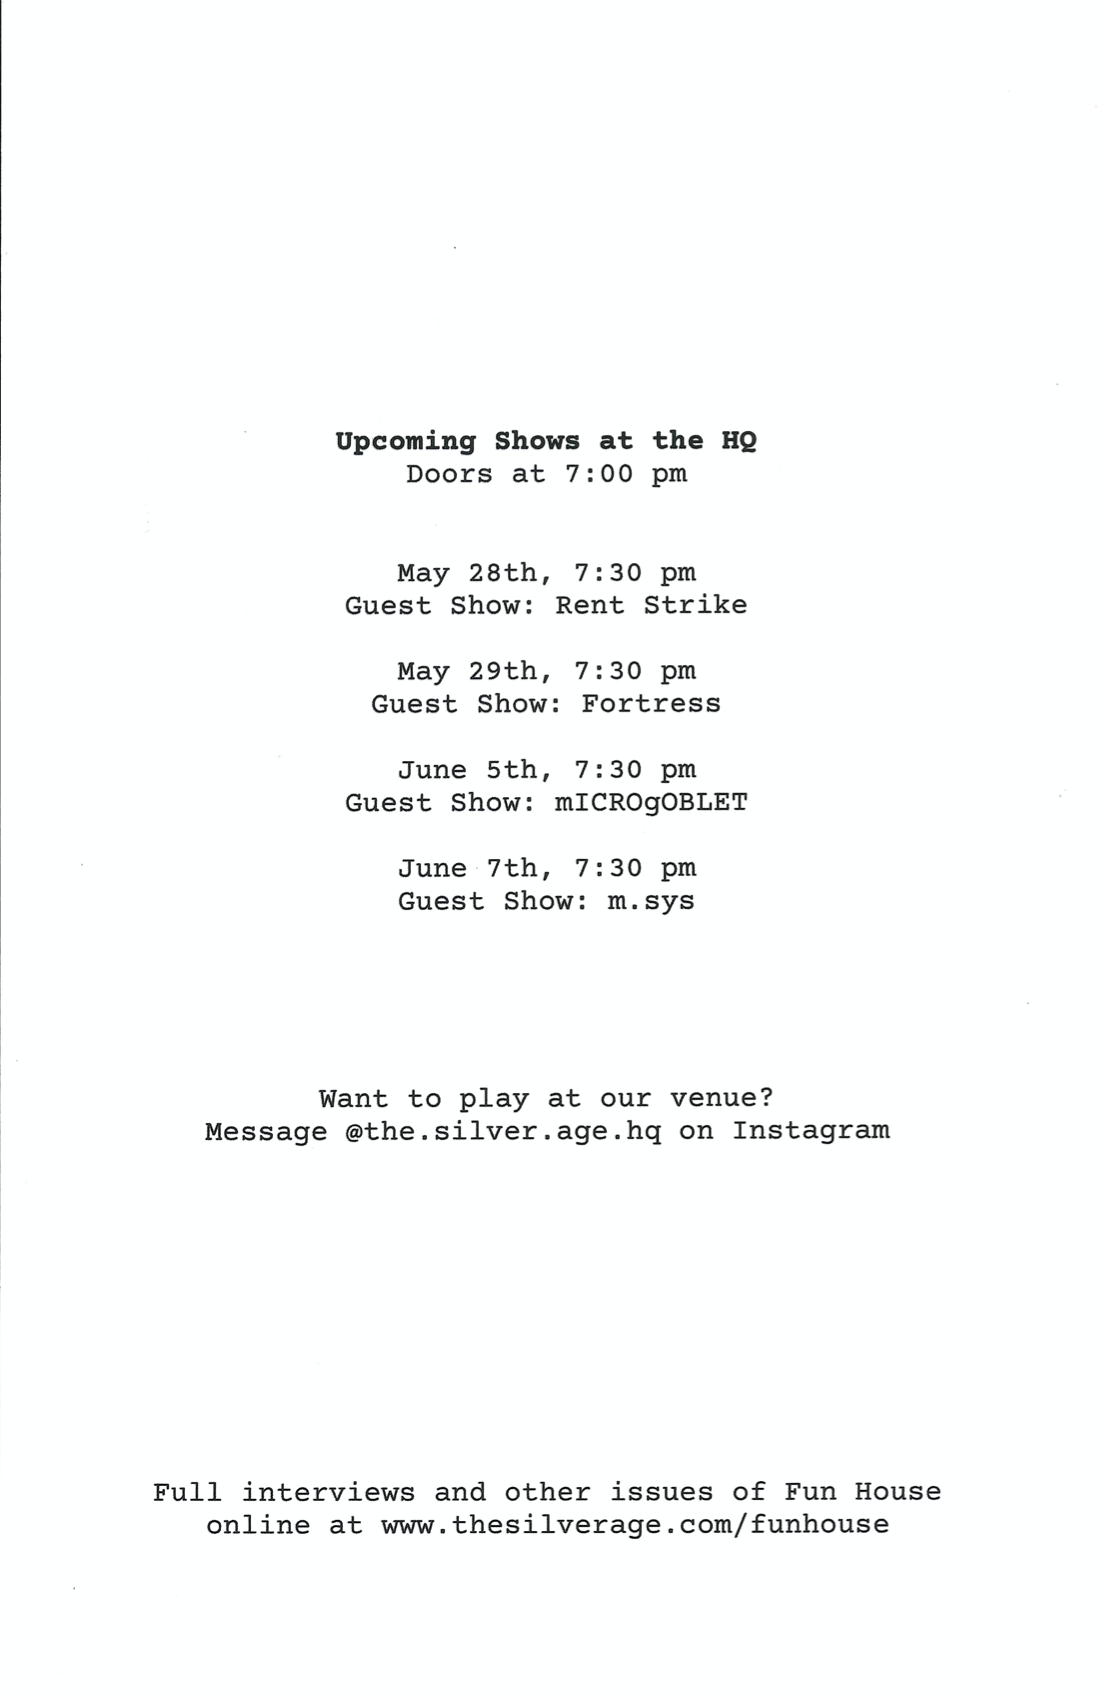 Upcoming Shows at the HQ
Doors at 7:00 pm
May 28th, 7:30 pm
Guest Show: Rent Strike
May 29th, 7:30 pm
Guest Show: Fortress
June 5th, 7:30 pm
Guest Show: mICROgOBLET
June 7th, 7:30 pm
Guest Show: m.sys
Want to play at our venue?
Message @the.silver.age.hq on Instagram
Full interviews and other issues of Fun House
online at www.thesilverage.com/funhouse